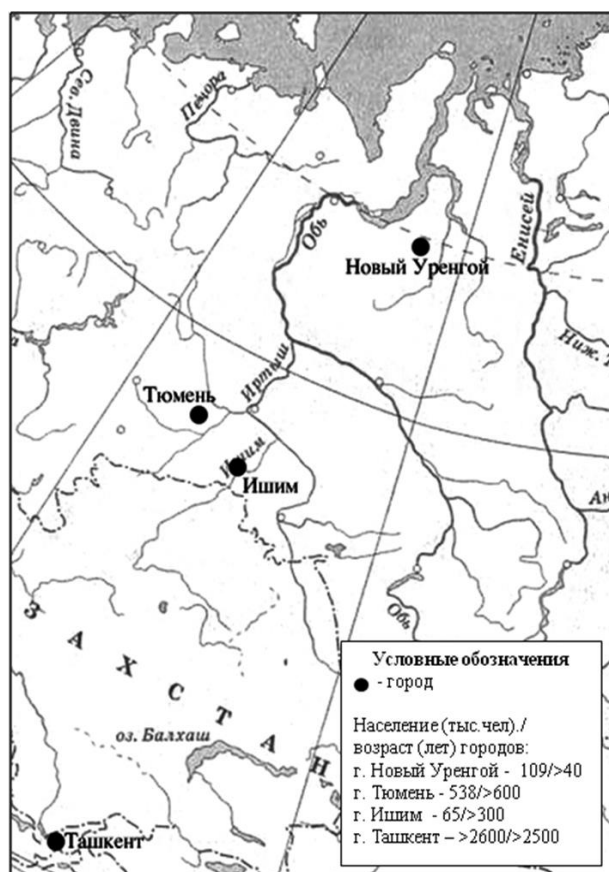 Сев. Двина
Печора
Обь
Енисей
Новый Уренгой
Ниж.
Иртыш
Тюмень
Ишим
Ишим
Обь
ЗАХСТАН
оз. Балхаш
Ташкент
Условные обозначения
- город
Население (тыс.чел)./
возраст (лет) городов:
г. Новый Уренгой - 109/>40
г. Тюмень - 538/>600
г. Ишим - 65/>300
г. Ташкент – >2600/>2500